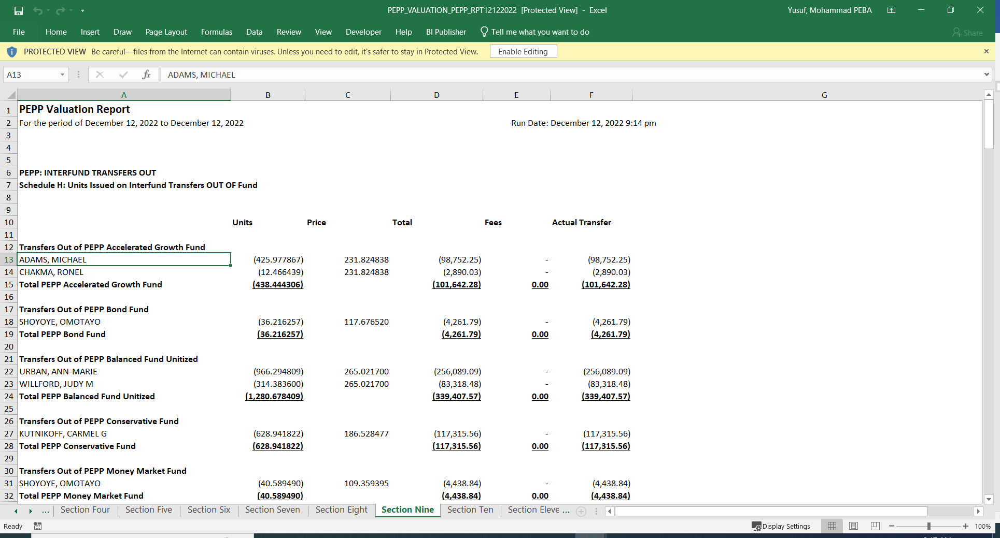 PEPP_VALUATION_PEPP_RPT12122022 [Protected View] - Excel
Yusuf, Mohammad PEBA
File Home Insert Draw Page Layout Formulas Data Review View Developer Help BI Publisher Tell me what you want to do Share
PROTECTED VIEW Be careful—files from the Internet can contain viruses. Unless you need to edit, it's safer to stay in Protected View. Enable Editing
A13 fx ADAMS, MICHAEL
A B C D E F G
1 PEPP Valuation Report
2 For the period of December 12, 2022 to December 12, 2022 Run Date: December 12, 2022 9:14 pm
3
4
5
6 PEPP: INTERFUND TRANSFERS OUT
7 Schedule H: Units Issued on Interfund Transfers OUT OF Fund
8
9
10 Units Price Total Fees Actual Transfer
11
12 Transfers Out of PEPP Accelerated Growth Fund
13 ADAMS, MICHAEL (425.977867) 231.824838 (98,752.25) - (98,752.25)
14 CHAKMA, RONEL (12.466439) 231.824838 (2,890.03) - (2,890.03)
15 Total PEPP Accelerated Growth Fund (438.444306) (101,642.28) 0.00 (101,642.28)
16
17 Transfers Out of PEPP Bond Fund
18 SHOYOYE, OMOTAYO (36.216257) 117.676520 (4,261.79) - (4,261.79)
19 Total PEPP Bond Fund (36.216257) (4,261.79) 0.00 (4,261.79)
20
21 Transfers Out of PEPP Balanced Fund Unitized
22 URBAN, ANN-MARIE (966.294809) 265.021700 (256,089.09) - (256,089.09)
23 WILLFORD, JUDY M (314.383600) 265.021700 (83,318.48) - (83,318.48)
24 Total PEPP Balanced Fund Unitized (1,280.678409) (339,407.57) 0.00 (339,407.57)
25
26 Transfers Out of PEPP Conservative Fund
27 KUTNIKOFF, CARMEL G (628.941822) 186.528477 (117,315.56) - (117,315.56)
28 Total PEPP Conservative Fund (628.941822) (117,315.56) 0.00 (117,315.56)
29
30 Transfers Out of PEPP Money Market Fund
31 SHOYOYE, OMOTAYO (40.589490) 109.359395 (4,438.84) - (4,438.84)
32 Total PEPP Money Market Fund (40.589490) (4,438.84) 0.00 (4,438.84)
... Section Four Section Five Section Six Section Seven Section Eight Section Nine Section Ten Section Eleve ...
Ready Display Settings 100%